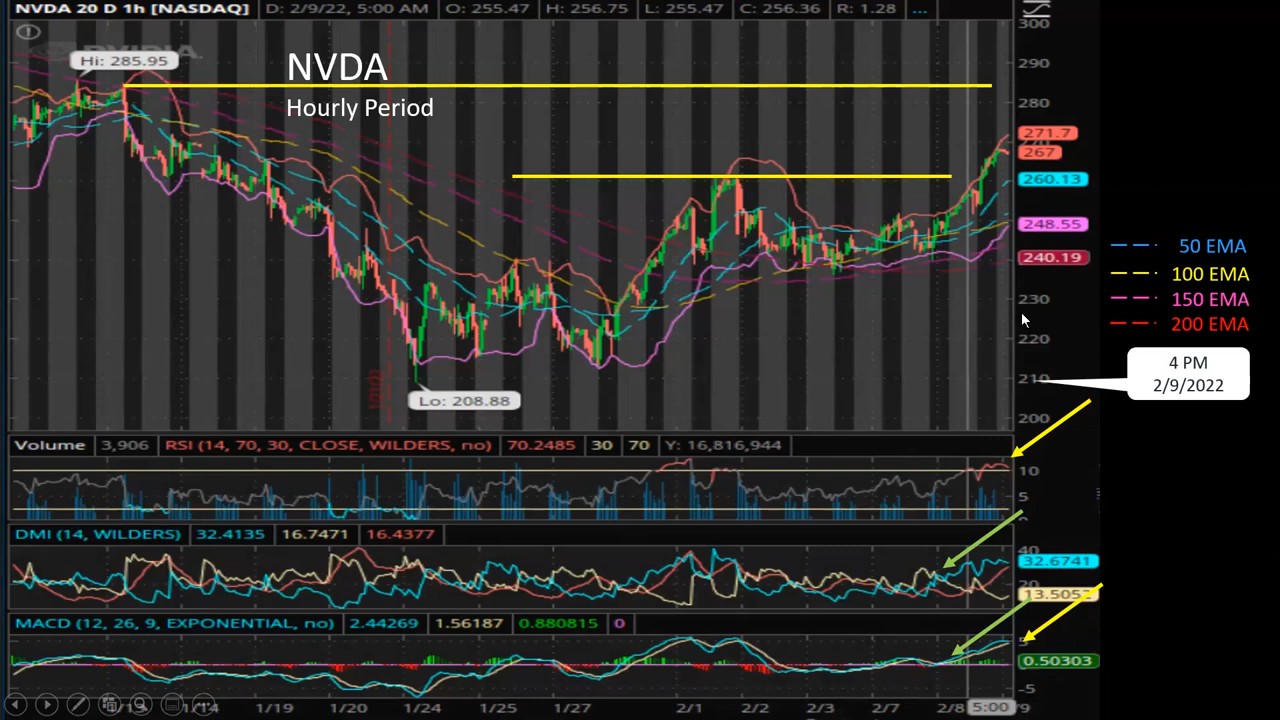 NVDA 20 D 1h [NASDAQ] D: 2/9/22, 5:00 AM O: 255.47 H: 256.75 L: 255.47 C: 256.36 R: 1.28 ...
300
NVIDIA
Hi: 285.95
NVDA
Hourly Period
290
280
271.7
267
260.13
248.55
240.19
230
220
210
200
50 EMA
100 EMA
150 EMA
200 EMA
4 PM
2/9/2022
Lo: 208.88
Volume 3,906 RSI (14, 70, 30, CLOSE, WILDERS, no) 70.2485 30 70 Y: 16,816,944
10
5
DMI (14, WILDERS) 32.4135 16.7471 16.4377
40
32.6741
20
13.5052
MACD (12, 26, 9, EXPONENTIAL, no) 2.44269 1.56187 0.880815 0
5
0.50303
-5
1/19 1/20 1/24 1/25 1/27 2/1 2/2 2/3 2/7 2/8 5:00